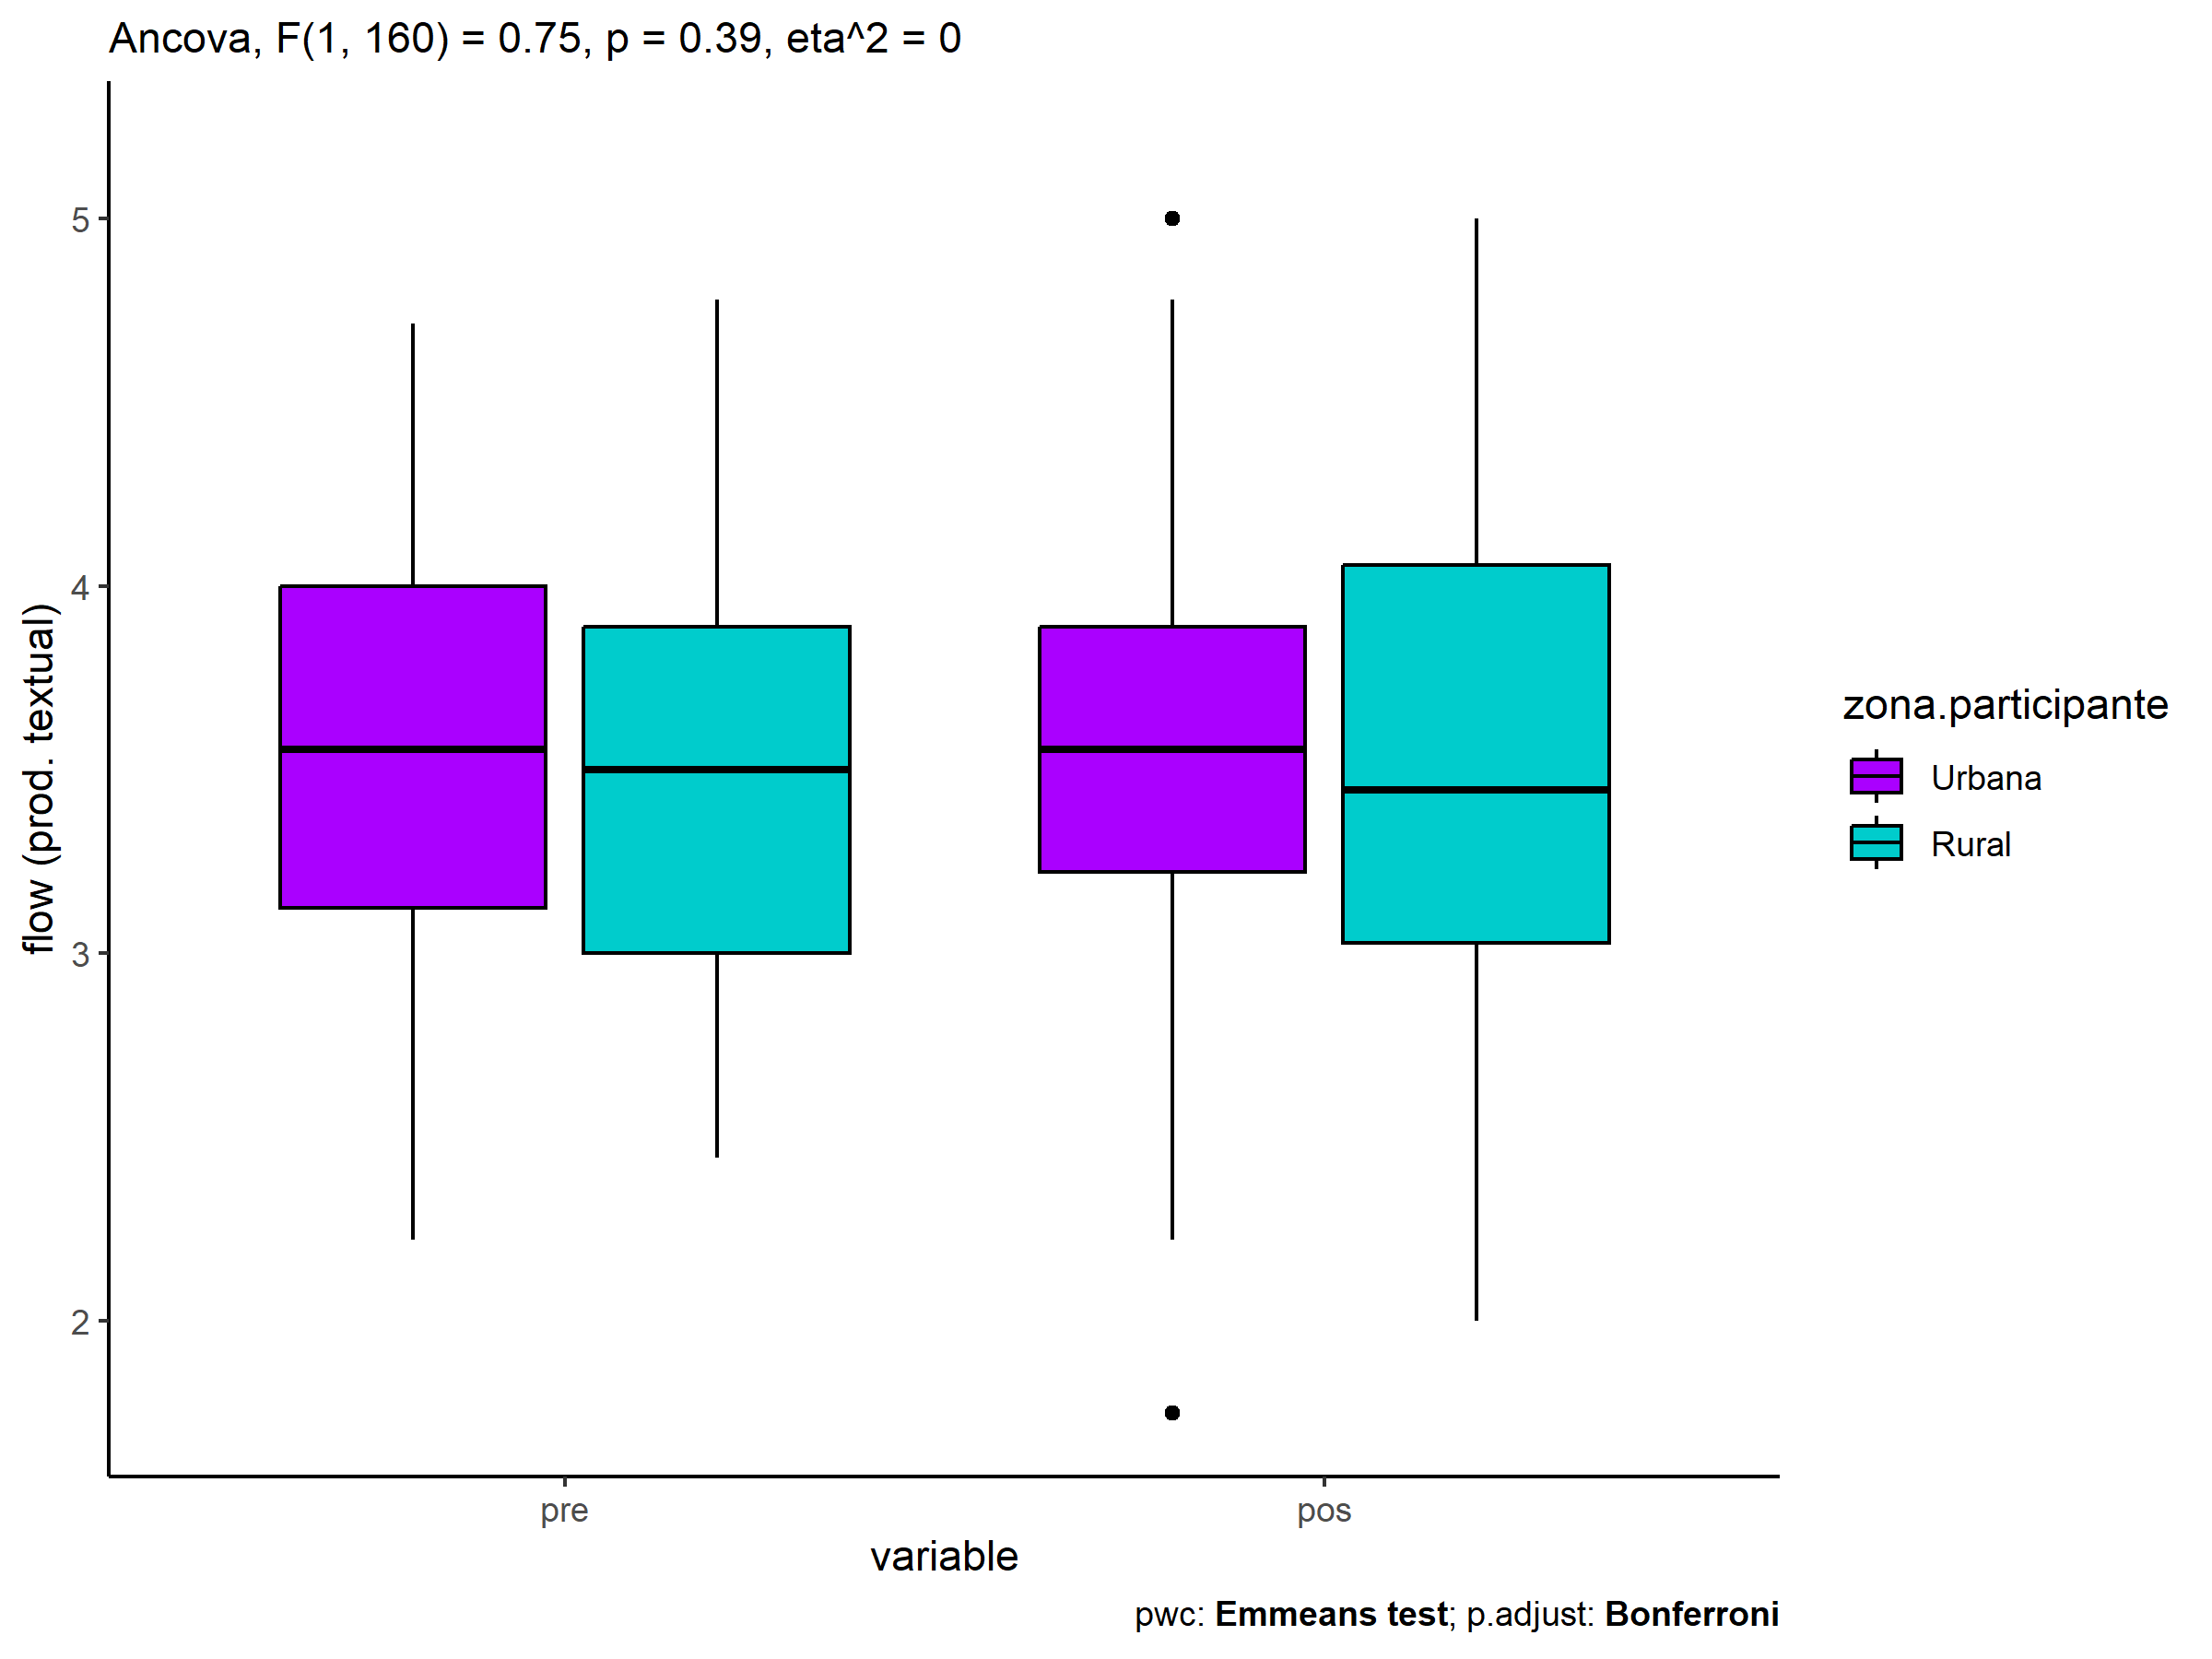 Ancova, F(1, 160) = 0.75, p = 0.39, eta^2 = 0
flow (prod. textual)
5
4
3
2
pre
pos
variable
zona.participante
Urbana
Rural
pwc: Emmeans test; p.adjust: Bonferroni